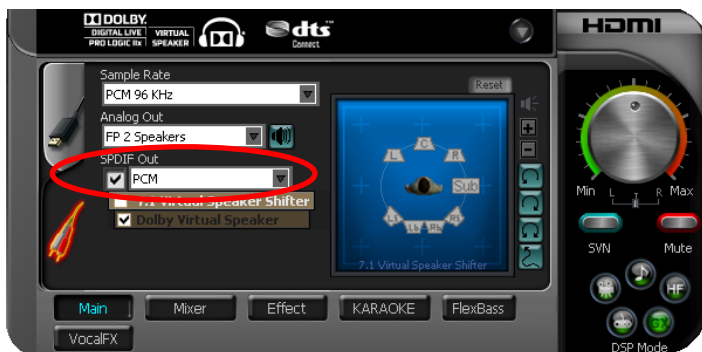 DOLBY
DIGITAL LIVE
PRO LOGIC IIx
VIRTUAL
SPEAKER
dts
Connect
HDMI
Sample Rate
PCM 96 KHz
Analog Out
FP 2 Speakers
SPDIF Out
PCM
7.1 Virtual Speaker Shifter
Dolby Virtual Speaker
Reset
L
C
R
Sub
Ls
Lb
Rb
Rs
7.1 Virtual Speaker Shifter
Min
L
R
Max
SVN
Mute
HF
GX
DSP Mode
Main
Mixer
Effect
KARAOKE
FlexBass
VocalFX